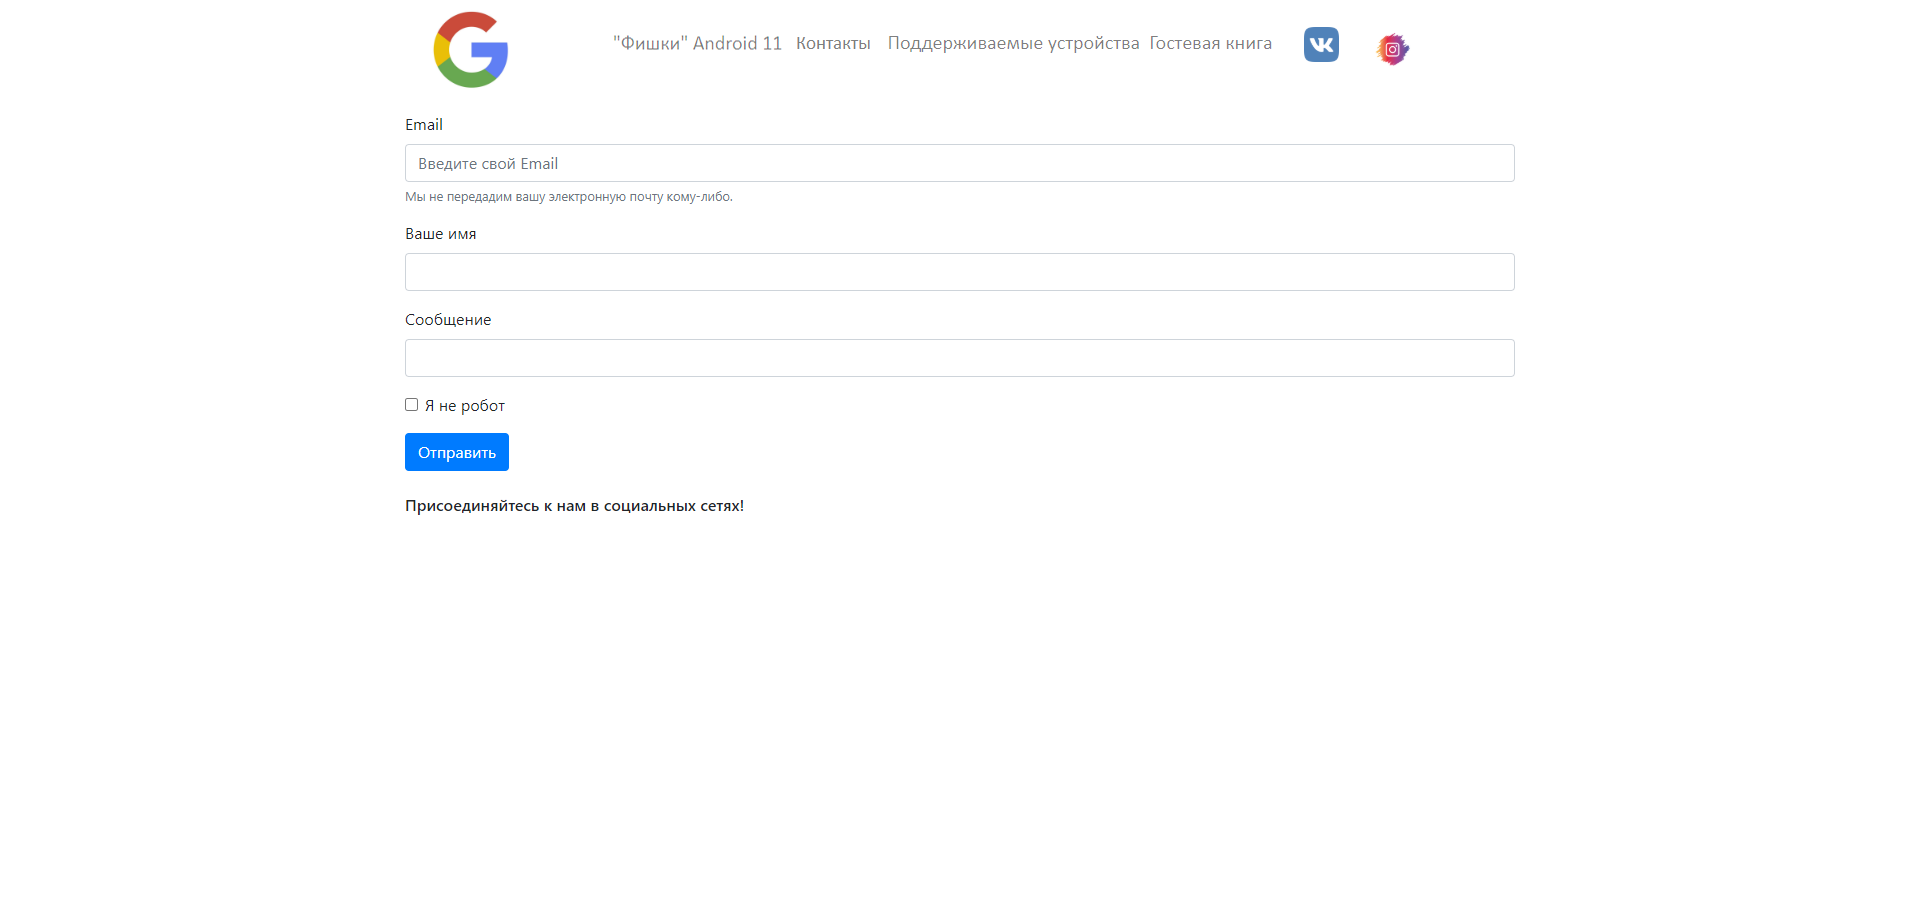 "Фишки" Android 11 Контакты Поддерживаемые устройства Гостевая книга
Email
Введите свой Email
Мы не передадим вашу электронную почту кому-либо.
Ваше имя
Сообщение
Я не робот
Отправить
Присоединяйтесь к нам в социальных сетях!